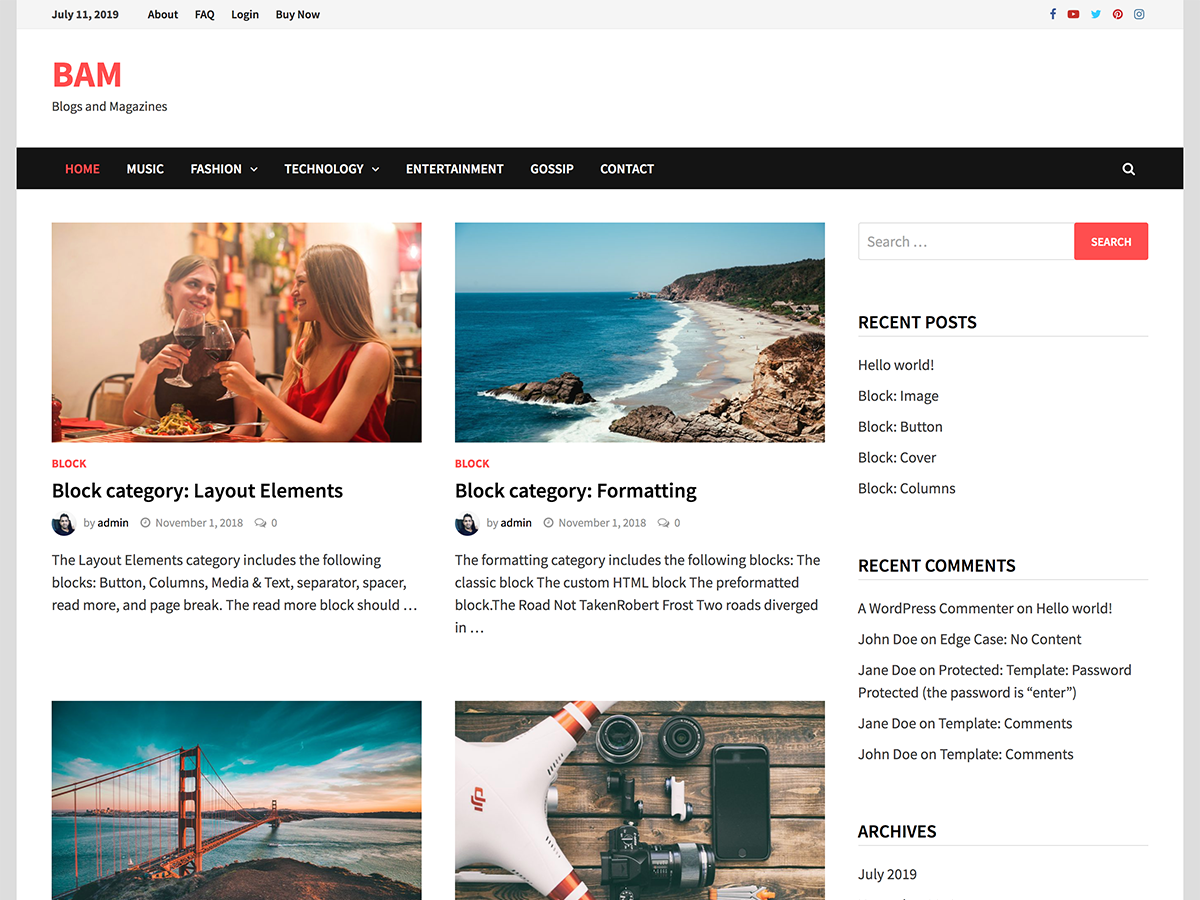 July 11, 2019 About FAQ Login Buy Now
BAM
Blogs and Magazines
HOME MUSIC FASHION TECHNOLOGY ENTERTAINMENT GOSSIP CONTACT
BLOCK
Block category: Layout Elements
by admin November 1, 2018 0
The Layout Elements category includes the following
blocks: Button, Columns, Media & Text, separator, spacer,
read more, and page break. The read more block should …
BLOCK
Block category: Formatting
by admin November 1, 2018 0
The formatting category includes the following blocks: The
classic block The custom HTML block The preformatted
block.The Road Not TakenRobert Frost Two roads diverged
in …
dji
Search …
SEARCH
RECENT POSTS
Hello world!
Block: Image
Block: Button
Block: Cover
Block: Columns
RECENT COMMENTS
A WordPress Commenter on Hello world!
John Doe on Edge Case: No Content
Jane Doe on Protected: Template: Password
Protected (the password is “enter”)
Jane Doe on Template: Comments
John Doe on Template: Comments
ARCHIVES
July 2019